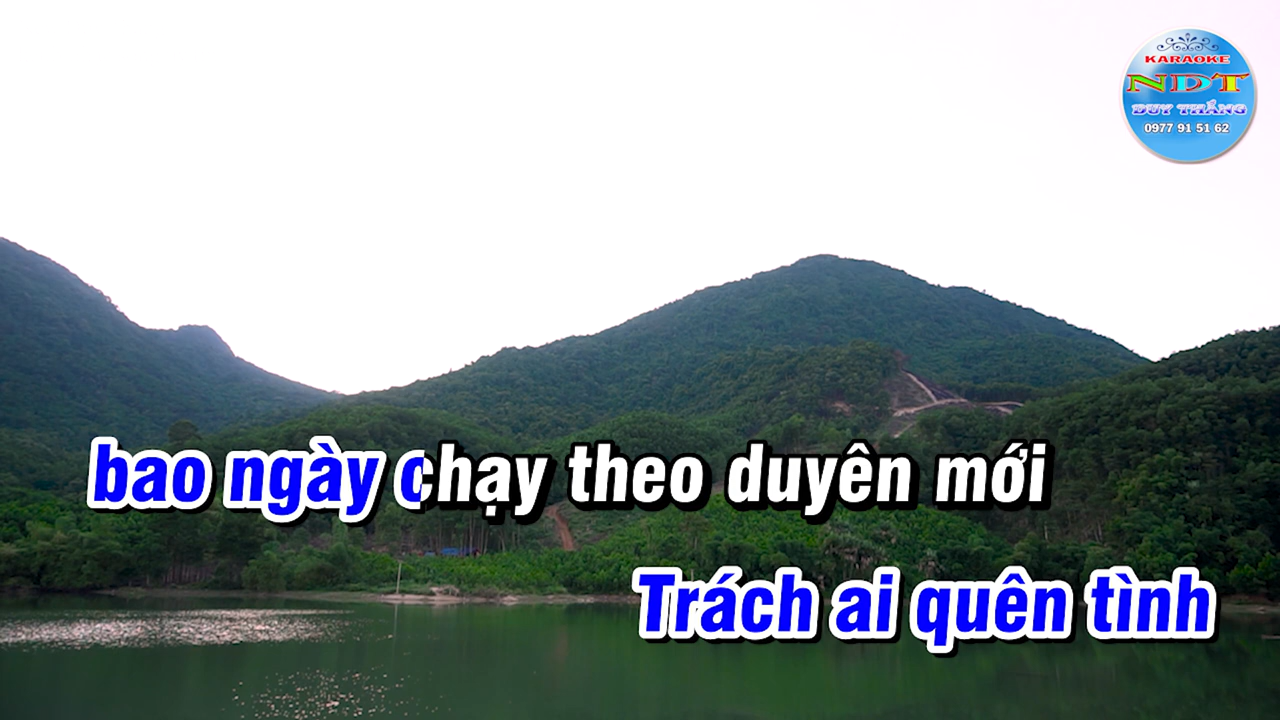 KARAOKE
NDT
DUY THẮNG
0977 91 51 62
bao ngày chạy theo duyên mới
Trách ai quên tình